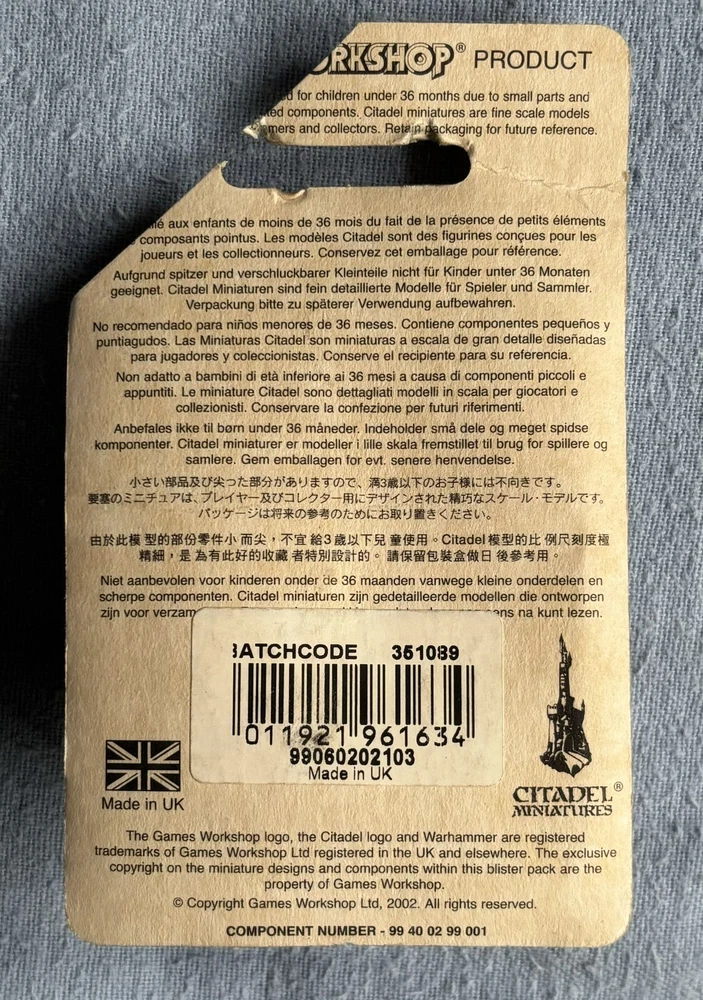 PRODUCT
for children under 36 months due to small parts and
components. Citadel miniatures are fine scale models
and collectors. Retain packaging for future reference.
aux enfants de moins de 36 mois du fait de la présence de petits éléments
composants pointus. Les modèles Citadel sont des figurines conçues pour les
joueurs et les collectionneurs. Conservez cet emballage pour référence.
Aufgrund spitzer und verschluckbarer Kleinteile nicht für Kinder unter 36 Monaten
geeignet. Citadel Miniaturen sind fein detaillierte Modelle für Spieler und Sammler.
Verpackung bitte zu späterer Verwendung aufbewahren.
No recomendado para niños menores de 36 meses. Contiene componentes pequeños y
puntiagudos. Las Miniaturas Citadel son miniaturas a escala de gran detalle diseñadas
para jugadores y coleccionistas. Conserve el recipiente para su referencia.
Non adatto a bambini di età inferiore ai 36 mesi a causa di componenti piccoli e
appuntiti. Le miniature Citadel sono dettagliati modelli in scala per giocatori e
collezionisti. Conservare la confezione per futuri riferimenti.
Anbefales ikke til børn under 36 måneder. Indeholder små dele og meget spidse
komponenter. Citadel miniaturer er modeller i lille skala fremstillet til brug for spillere og
samlere. Gem emballagen for evt. senere henvendelse.
小さい部品及び尖った部分がありますので、満3歳以下のお子様には不向きです。
要塞のミニチュアは、プレイヤー及びコレクター用にデザインされた精巧なスケール・モデルです。
パッケージは将来の参考のためにお取り置きください。
由於此模 型的部份零件小 而尖，不宜 給3歲以下兒 童使用。Citadel模型的比 例尺刻度極
精細，是 為有此好的收藏 者特別設計的。 請保留包裝盒做日 後參考用。
Niet aanbevolen voor kinderen onder de 36 maanden vanwege kleine onderdelen en
scherpe componenten. Citadel miniaturen zijn gedetailleerde modellen die ontworpen
zijn voor na kunt lezen.
BATCHCODE 351089
011921 961634
99060202103
Made in UK
Made in UK
CITADEL®
MINIATURES
The Games Workshop logo, the Citadel logo and Warhammer are registered
trademarks of Games Workshop Ltd registered in the UK and elsewhere. The exclusive
copyright on the miniature designs and components within this blister pack are the
property of Games Workshop.
© Copyright Games Workshop Ltd, 2002. All rights reserved.
COMPONENT NUMBER - 99 40 02 99 001